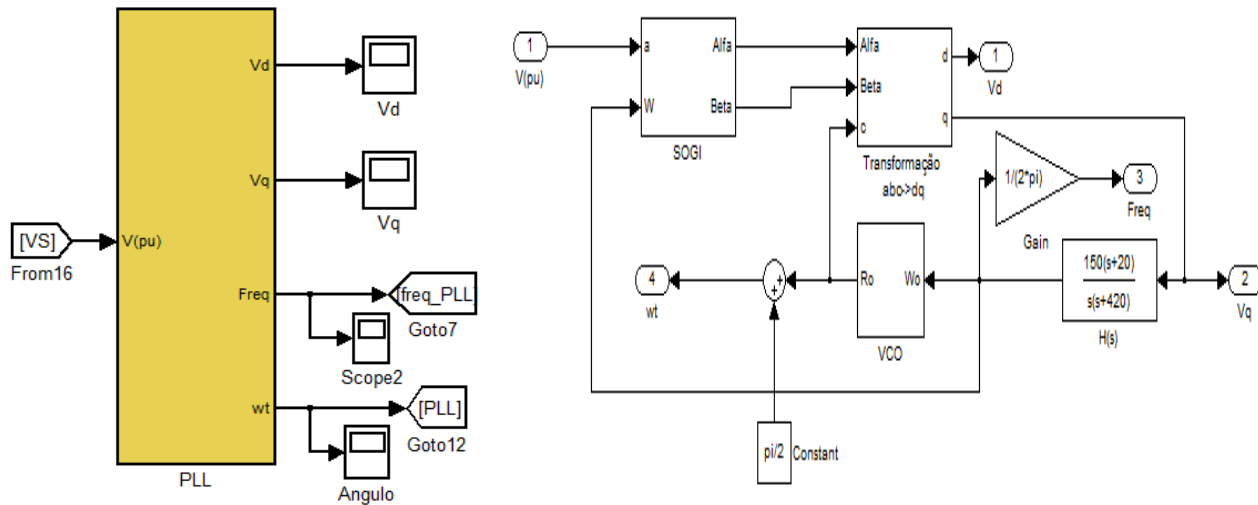 Vd
Vd
Vq
Vq
[VS]
V(pu)
From16
Freq
[freq_PLL]
Goto7
Scope2
wt
[PLL]
Goto12
Angulo
PLL
1
V(pu)
a
Alfa
W
Beta
SOGI
Alfa
d
Beta
q
c
Transformação
abo->dq
1
Vd
1/(2*pi)
Gain
3
Freq
4
wt
+
+
Ro
Wo
VCO
150(s+20)
s(s+420)
H(s)
2
Vq
pi/2
Constant